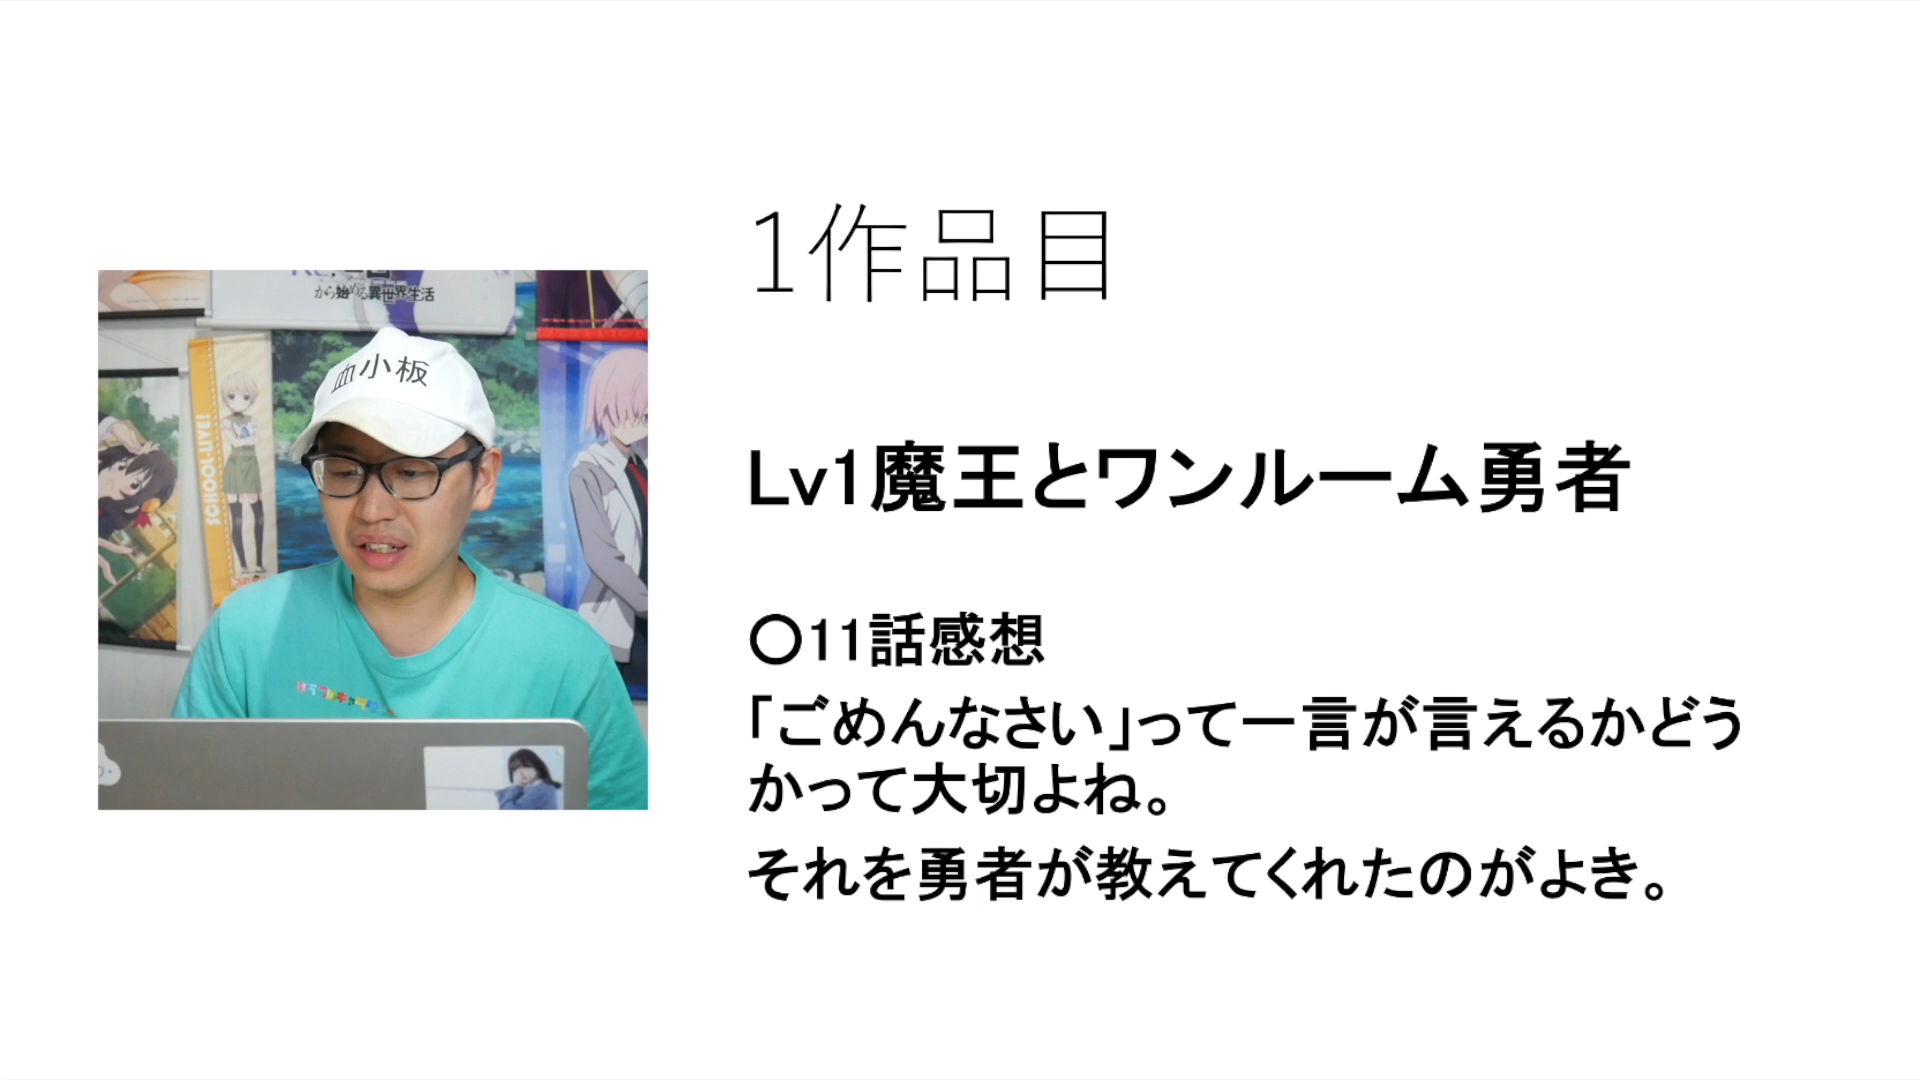 1作品目
Lv1魔王とワンルーム勇者
〇11話感想
「ごめんなさい」って一言が言えるかどう
かって大切よね。
それを勇者が教えてくれたのがよき。
から始める異世界生活
血小板
SCHOOL-LIVE!